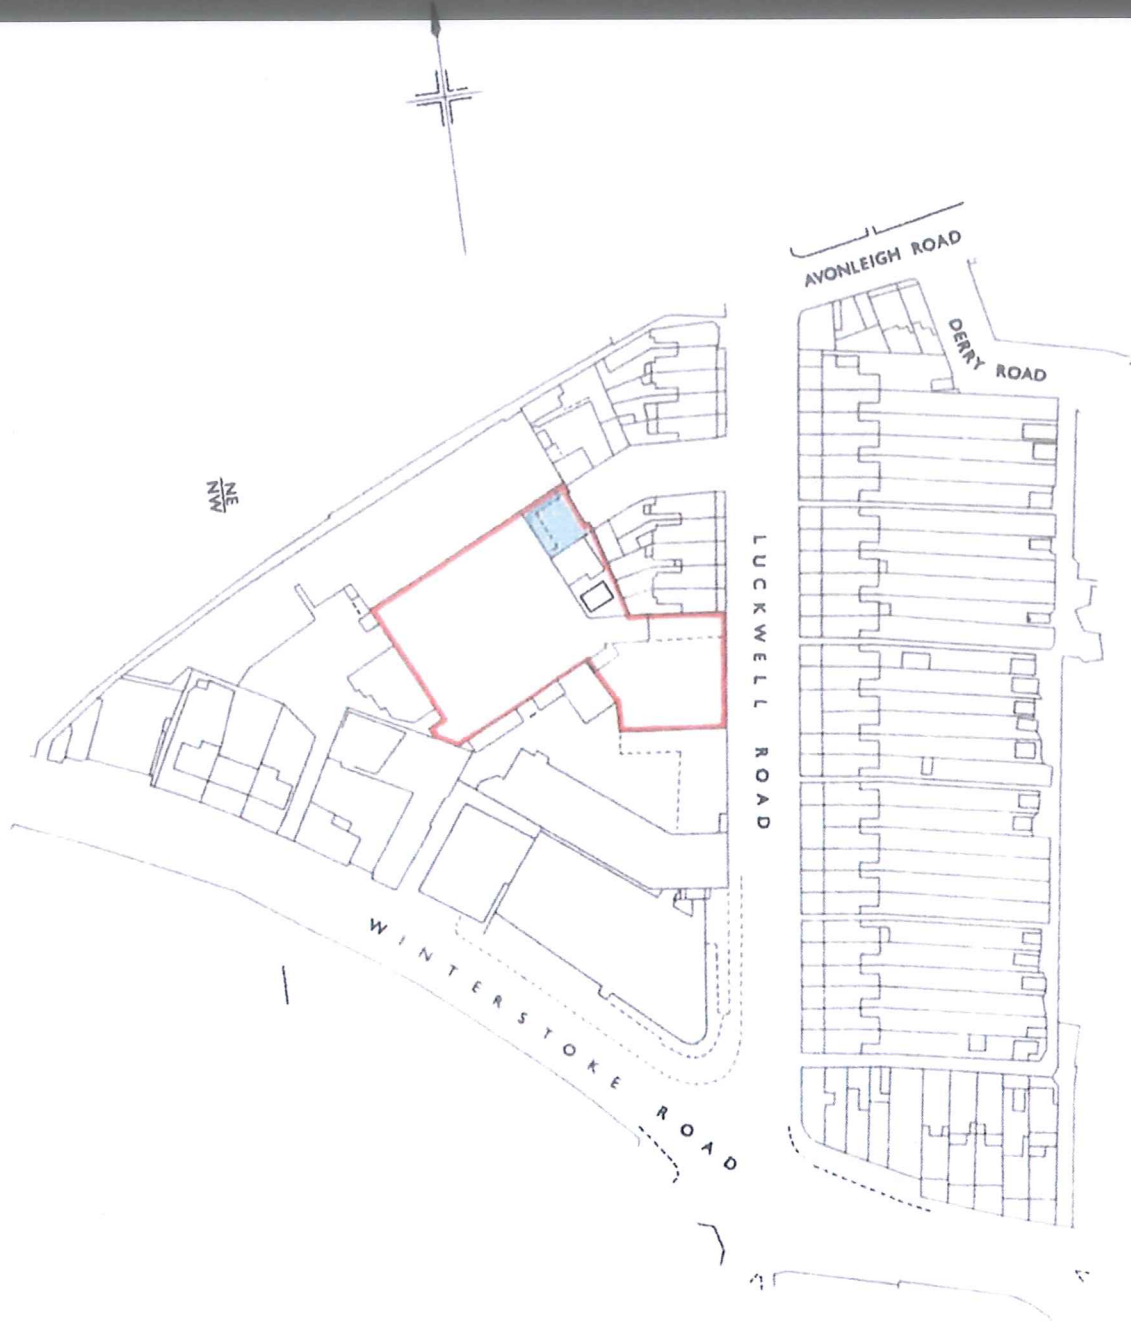 AVONLEIGH ROAD
DERRY ROAD
NE
NW
LUCKWELL ROAD
WINTERSTOKE ROAD